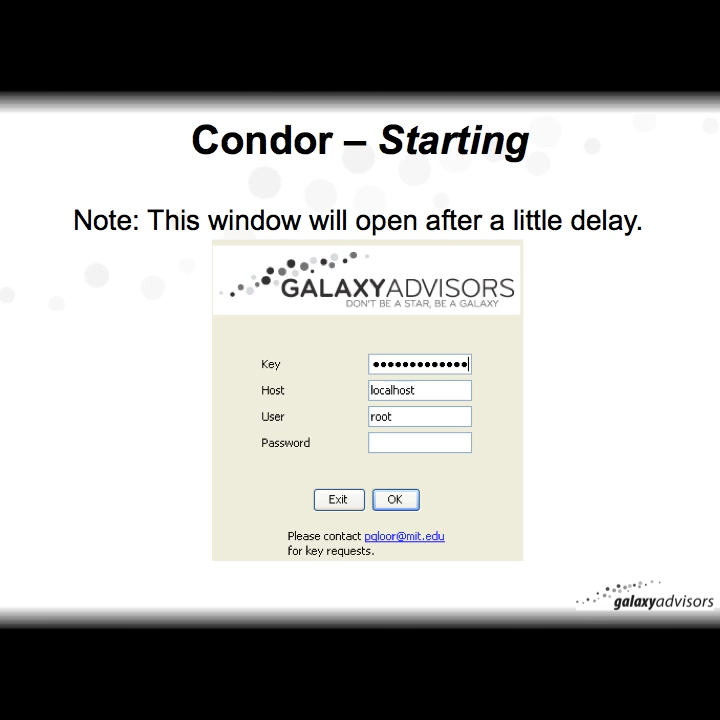 Condor – Starting
Note: This window will open after a little delay.
GALAXYADVISORS
DON'T BE A STAR, BE A GALAXY
Key ●●●●●●●●●●●●●
Host localhost
User root
Password
Exit OK
Please contact pgloor@mit.edu
for key requests.
galaxyadvisors